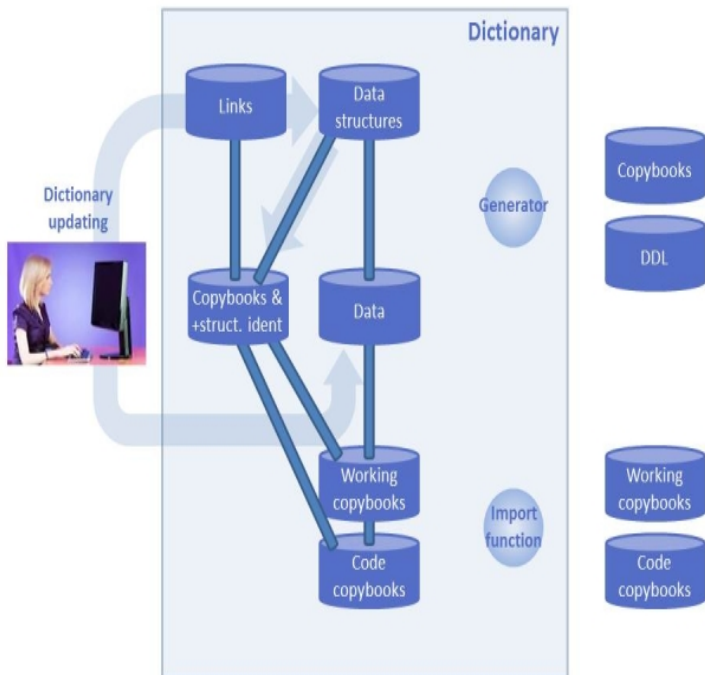 Dictionary
Links
Data
structures
Copybooks
Dictionary
updating
Generator
DDL
Copybooks &
+struct. ident
Data
Working
copybooks
Import
function
Code
copybooks
Working
copybooks
Code
copybooks